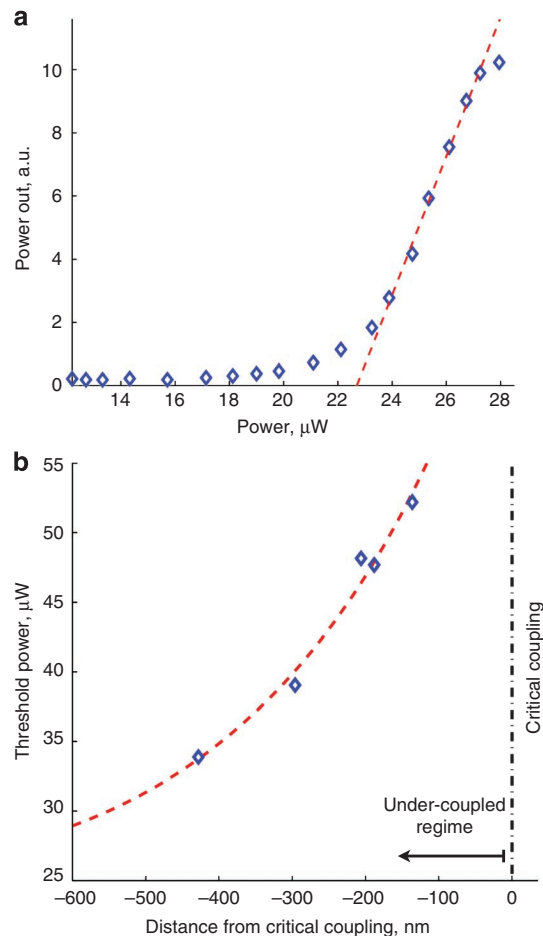 a
10
8
6
4
2
0
Power out, a.u.
14 16 18 20 22 24 26 28
Power, μW
b
55
50
45
40
35
30
25
Threshold power, μW
Critical coupling
Under-coupled
regime
–600 –500 –400 –300 –200 –100 0
Distance from critical coupling, nm